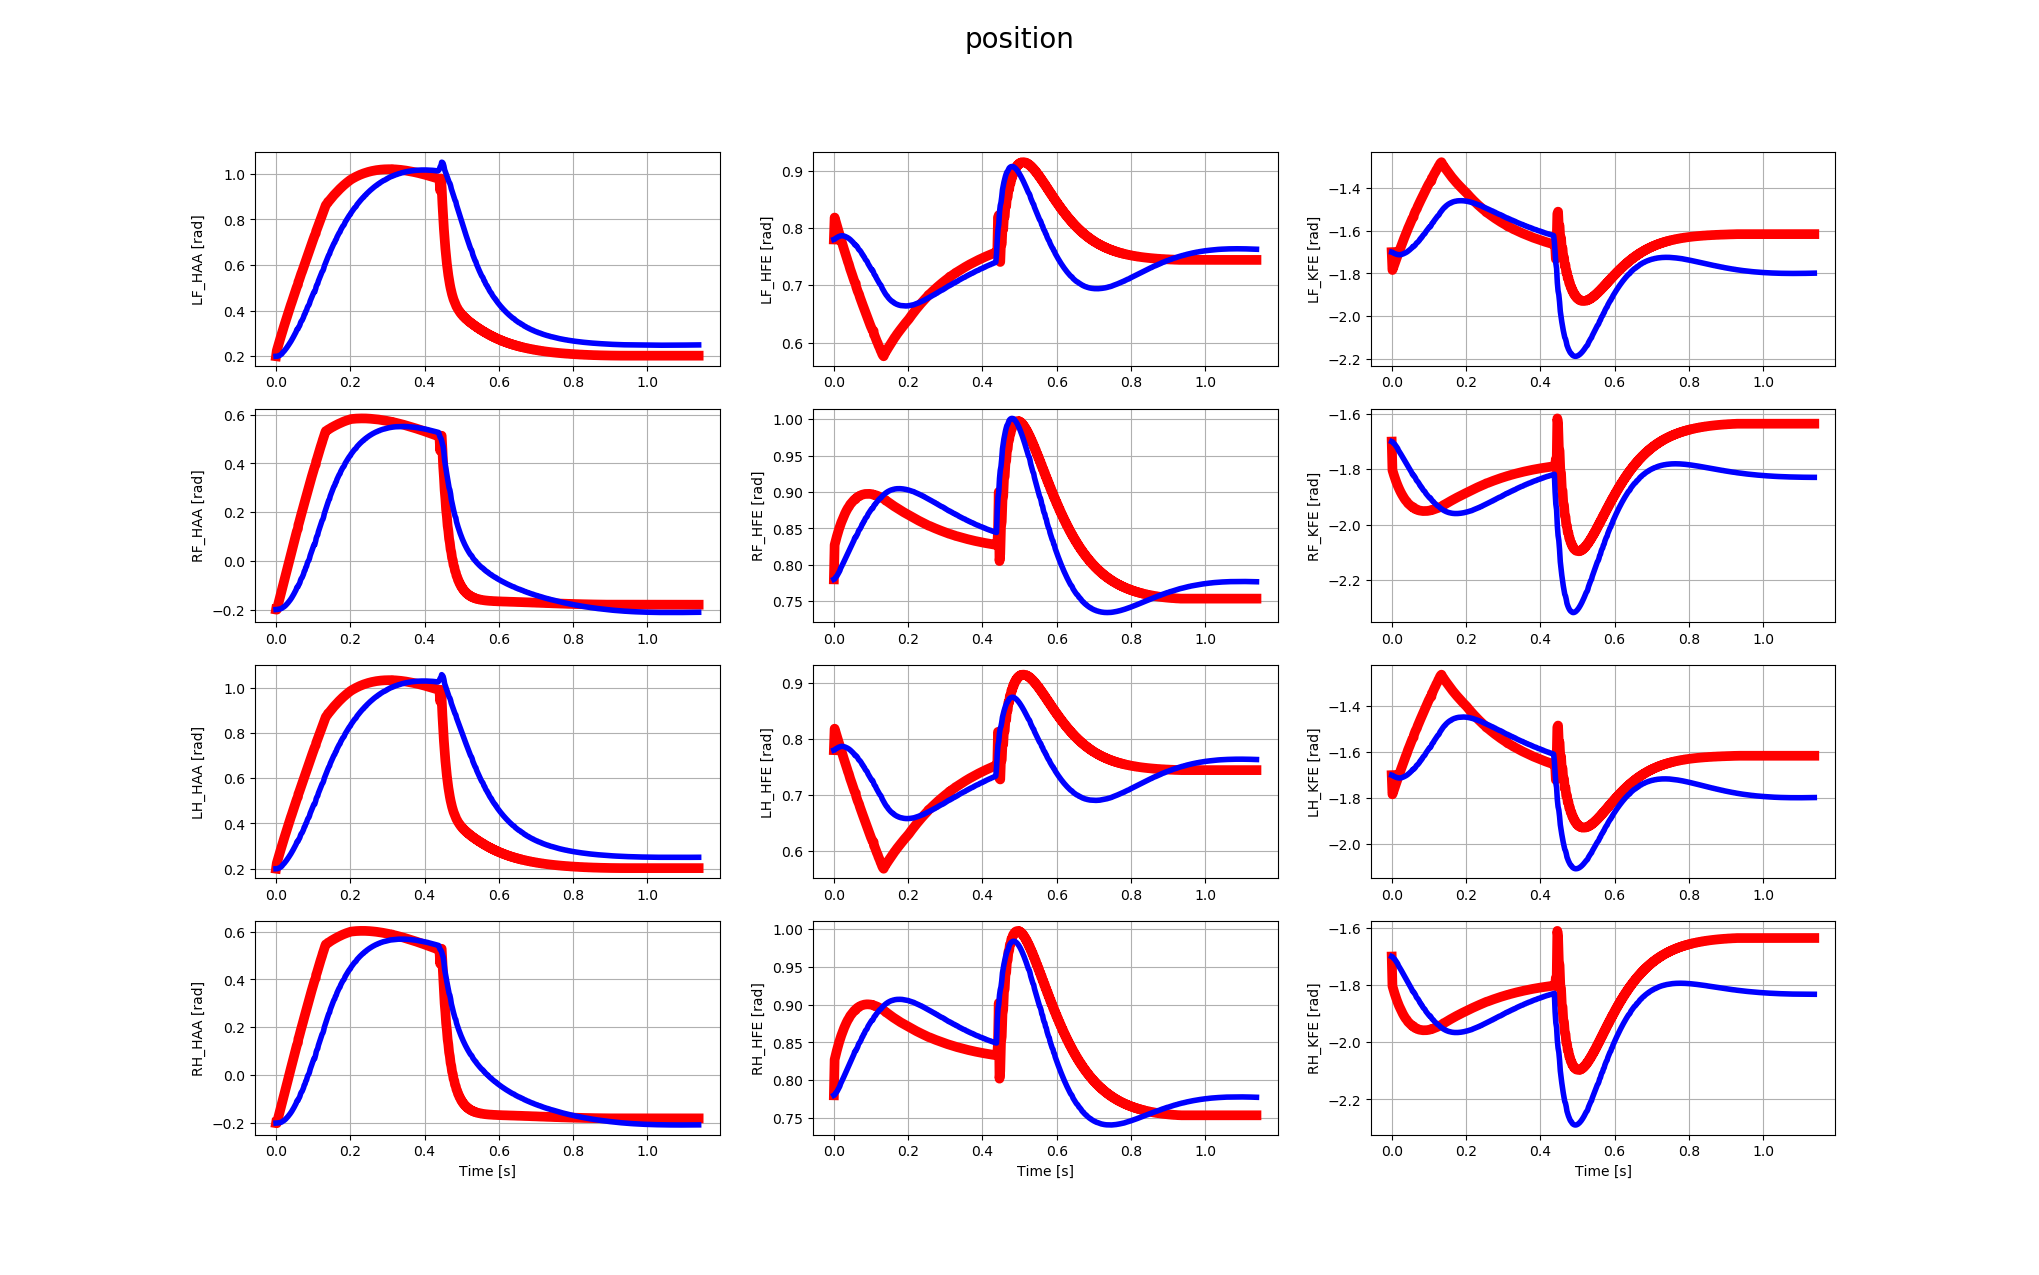 position
LF_HAA [rad]
1.0
0.8
0.6
0.4
0.2
0.0 0.2 0.4 0.6 0.8 1.0
LF_HFE [rad]
0.9
0.8
0.7
0.6
0.0 0.2 0.4 0.6 0.8 1.0
LF_KFE [rad]
−1.4
−1.6
−1.8
−2.0
−2.2
0.0 0.2 0.4 0.6 0.8 1.0
RF_HAA [rad]
0.6
0.4
0.2
0.0
−0.2
0.0 0.2 0.4 0.6 0.8 1.0
RF_HFE [rad]
1.00
0.95
0.90
0.85
0.80
0.75
0.0 0.2 0.4 0.6 0.8 1.0
RF_KFE [rad]
−1.6
−1.8
−2.0
−2.2
0.0 0.2 0.4 0.6 0.8 1.0
LH_HAA [rad]
1.0
0.8
0.6
0.4
0.2
0.0 0.2 0.4 0.6 0.8 1.0
LH_HFE [rad]
0.9
0.8
0.7
0.6
0.0 0.2 0.4 0.6 0.8 1.0
LH_KFE [rad]
−1.4
−1.6
−1.8
−2.0
0.0 0.2 0.4 0.6 0.8 1.0
RH_HAA [rad]
0.6
0.4
0.2
0.0
−0.2
0.0 0.2 0.4 0.6 0.8 1.0
Time [s]
RH_HFE [rad]
1.00
0.95
0.90
0.85
0.80
0.75
0.0 0.2 0.4 0.6 0.8 1.0
Time [s]
RH_KFE [rad]
−1.6
−1.8
−2.0
−2.2
0.0 0.2 0.4 0.6 0.8 1.0
Time [s]